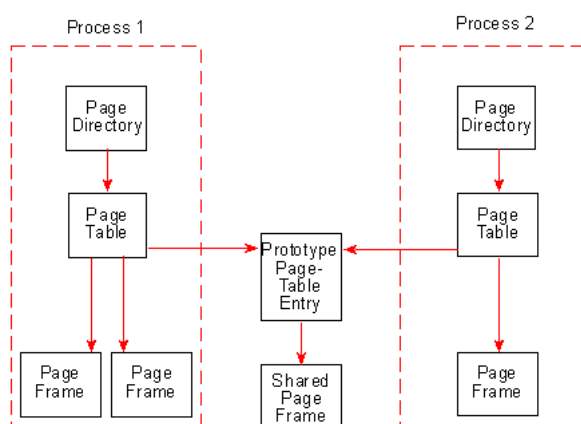 Process 1
Process 2
Page
Directory
Page
Directory
Page
Table
Page
Table
Prototype
Page-
Table
Entry
Page
Frame
Page
Frame
Shared
Page
Frame
Page
Frame